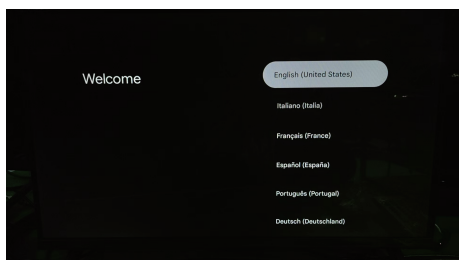 Welcome
English (United States)
Italiano (Italia)
Français (France)
Español (España)
Português (Portugal)
Deutsch (Deutschland)